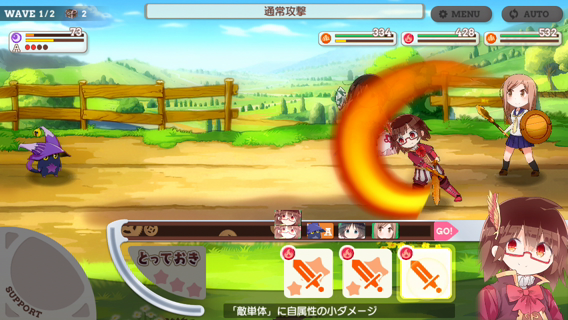 WAVE 1/2
2
通常攻撃
MENU
AUTO
73
A
334
428
532
GO!
A
とっておき
SUPPORT
「敵単体」に自属性の小ダメージ